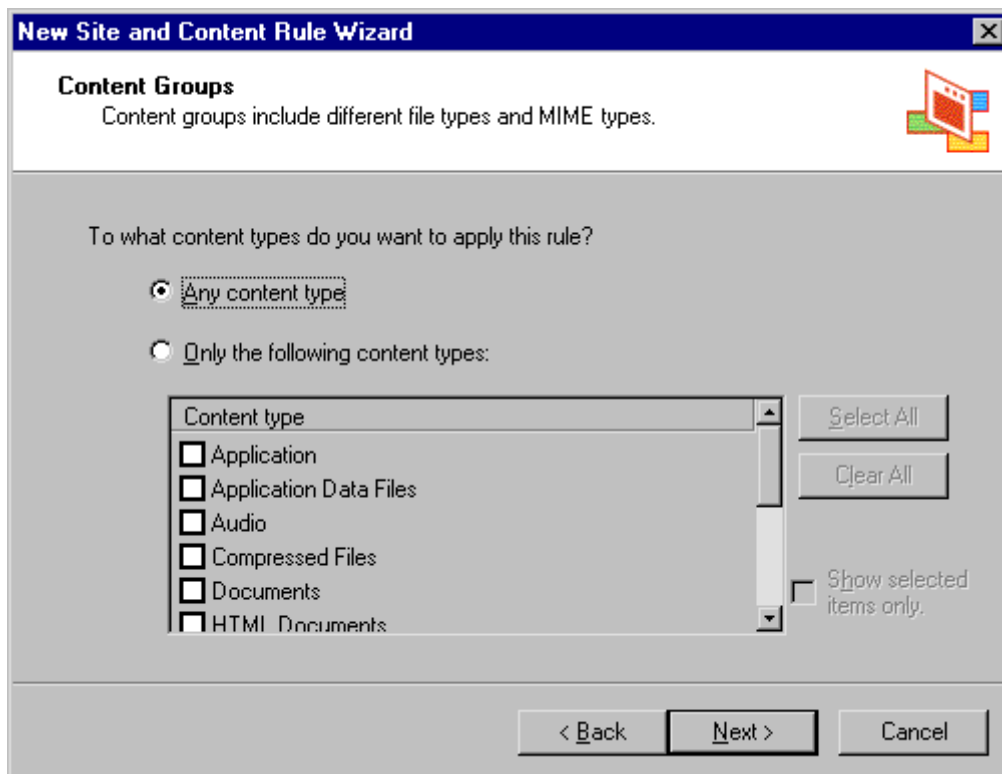 New Site and Content Rule Wizard
Content Groups
Content groups include different file types and MIME types.
To what content types do you want to apply this rule?
Any content type
Only the following content types:
Content type
Select All
Application
Clear All
Application Data Files
Audio
Compressed Files
Documents
Show selected
items only.
HTML Documents
< Back
Next >
Cancel